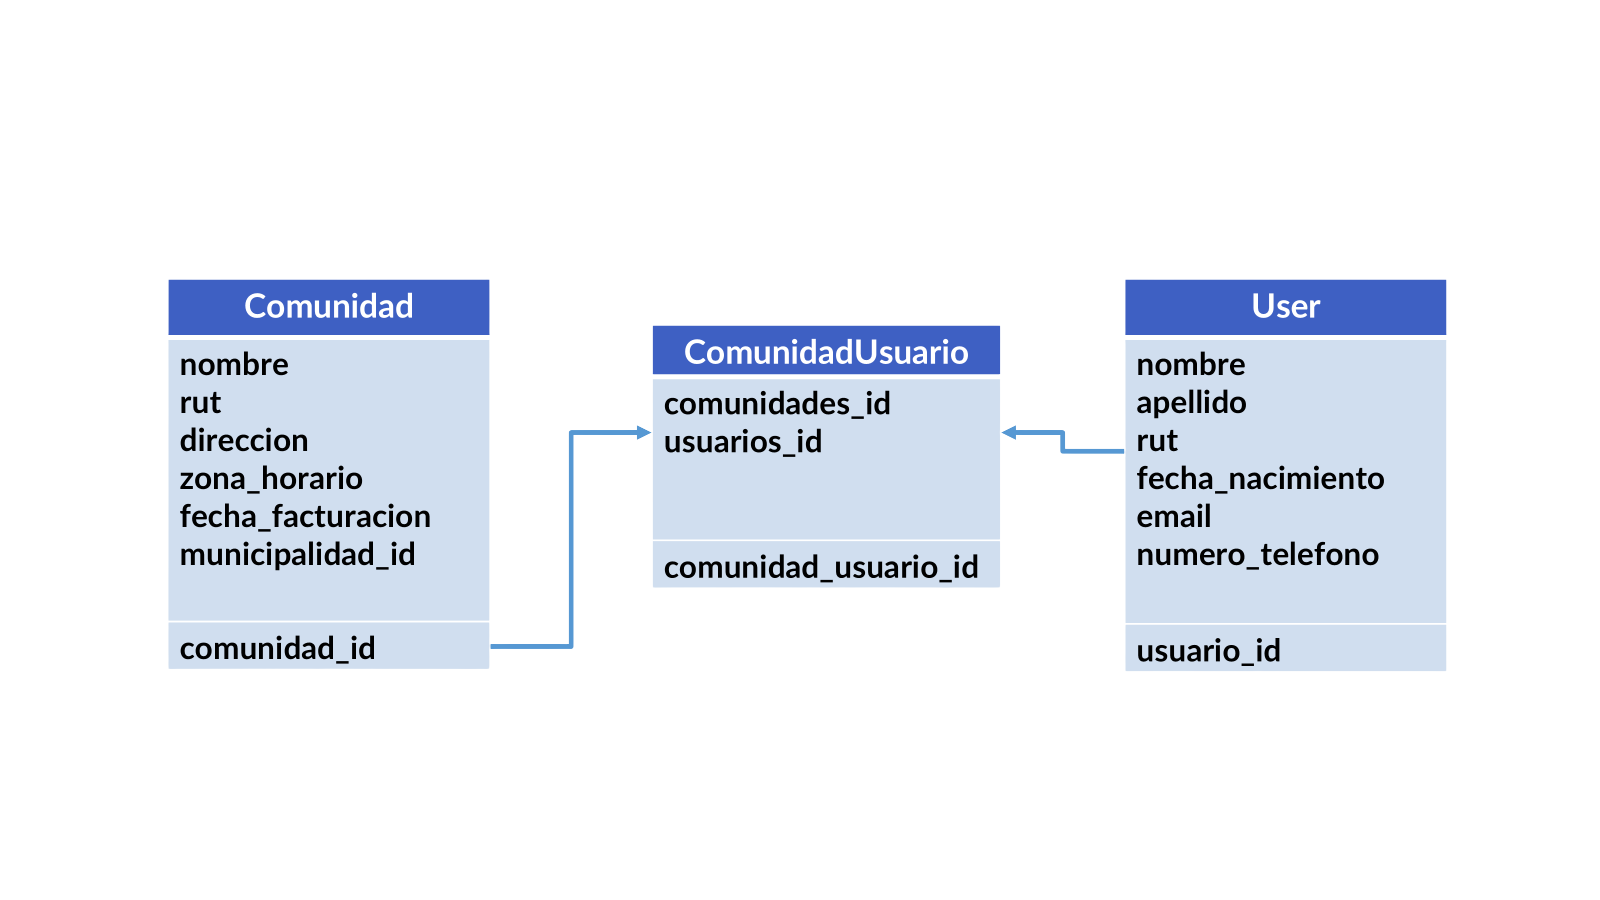 Comunidad
nombre
rut
direccion
zona_horario
fecha_facturacion
municipalidad_id
comunidad_id
ComunidadUsuario
comunidades_id
usuarios_id
comunidad_usuario_id
User
nombre
apellido
rut
fecha_nacimiento
email
numero_telefono
usuario_id